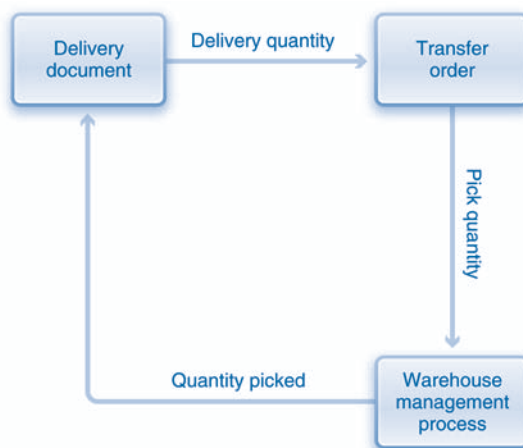 Delivery
document
Delivery quantity
Transfer
order
Pick quantity
Quantity picked
Warehouse
management
process